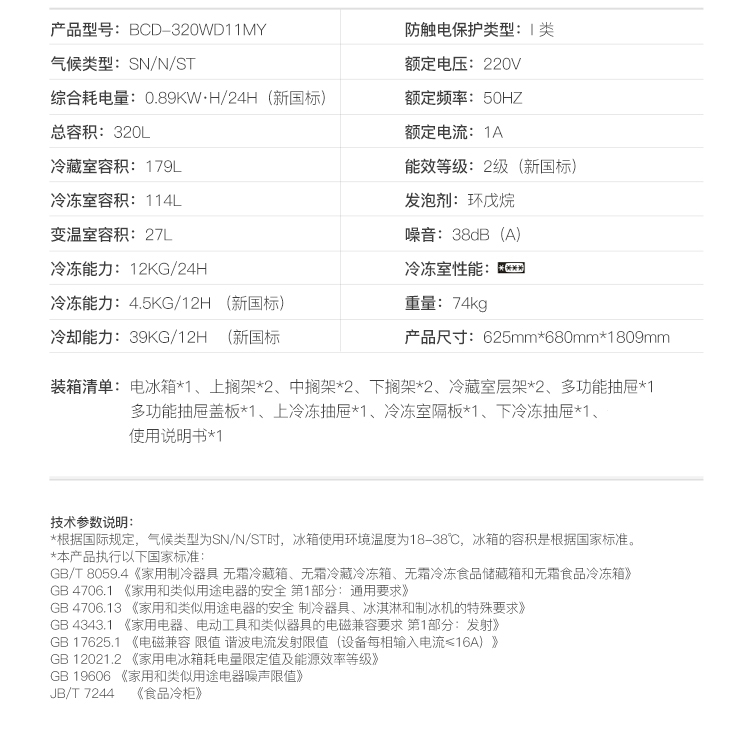 产品型号：BCD-320WD11MY 防触电保护类型：I 类
气候类型：SN/N/ST 额定电压：220V
综合耗电量：0.89KW·H/24H（新国标） 额定频率：50HZ
总容积：320L 额定电流：1A
冷藏室容积：179L 能效等级：2级（新国标）
冷冻室容积：114L 发泡剂：环戊烷
变温室容积：27L 噪音：38dB（A）
冷冻能力：12KG/24H 冷冻室性能：****
冷冻能力：4.5KG/12H （新国标） 重量：74kg
冷却能力：39KG/12H （新国标 产品尺寸：625mm*680mm*1809mm
装箱清单：电冰箱*1、上搁架*2、中搁架*2、下搁架*2、冷藏室层架*2、多功能抽屉*1
多功能抽屉盖板*1、上冷冻抽屉*1、冷冻室隔板*1、下冷冻抽屉*1、
使用说明书*1
技术参数说明：
*根据国际规定，气候类型为SN/N/ST时，冰箱使用环境温度为18-38℃，冰箱的容积是根据国家标准。
*本产品执行以下国家标准：
GB/T 8059.4《家用制冷器具 无霜冷藏箱、无霜冷藏冷冻箱、无霜冷冻食品储藏箱和无霜食品冷冻箱》
GB 4706.1 《家用和类似用途电器的安全 第1部分：通用要求》
GB 4706.13 《家用和类似用途电器的安全 制冷器具、冰淇淋和制冰机的特殊要求》
GB 4343.1 《家用电器、电动工具和类似器具的电磁兼容要求 第1部分：发射》
GB 17625.1 《电磁兼容 限值 谐波电流发射限值（设备每相输入电流≤16A）》
GB 12021.2 《家用电冰箱耗电量限定值及能源效率等级》
GB 19606 《家用和类似用途电器噪声限值》
JB/T 7244 《食品冷柜》